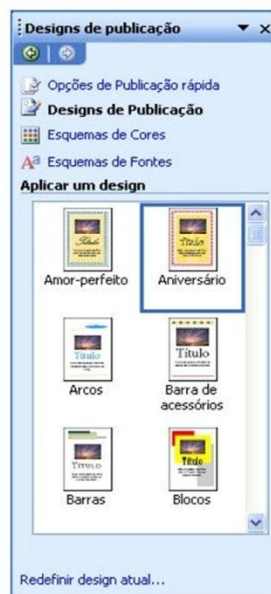 Designs de publicação
Opções de Publicação rápida
Designs de Publicação
Esquemas de Cores
Aª Esquemas de Fontes
Aplicar um design
Título
Título
Amor-perfeito
Aniversário
Título
Título
Arcos
Barra de
acessórios
Título
Título
Barras
Blocos
Redefinir design atual...